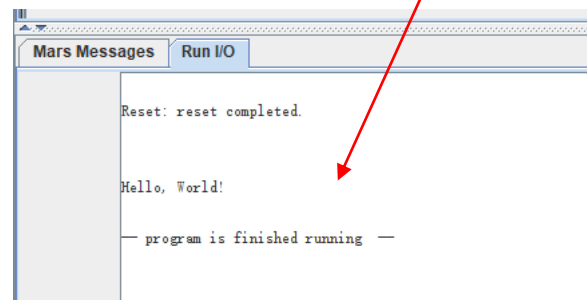 Mars Messages Run I/O
Reset: reset completed.
Hello, World!
— program is finished running —